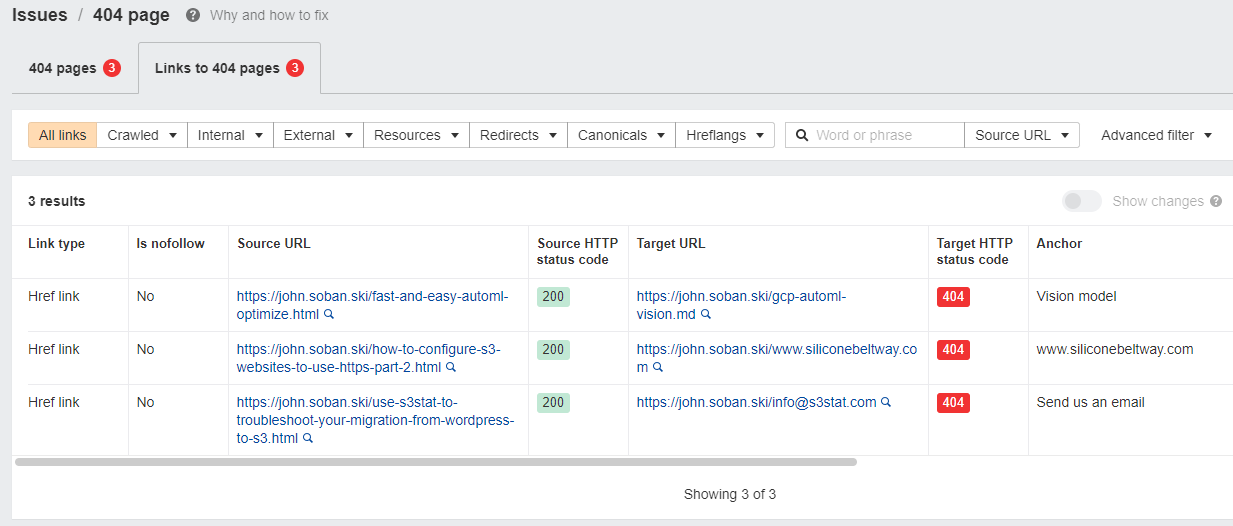 Issues / 404 page ? Why and how to fix
404 pages 3 Links to 404 pages 3
All links Crawled Internal External Resources Redirects Canonicals Hreflangs Word or phrase Source URL Advanced filter
3 results Show changes ?
Link type Is nofollow Source URL Source HTTP status code Target URL Target HTTP status code Anchor
Href link No https://john.soban.ski/fast-and-easy-automl- 200 https://john.soban.ski/gcp-automl- 404 Vision model
optimize.html vision.md
Href link No https://john.soban.ski/how-to-configure-s3- 200 https://john.soban.ski/www.siliconebeltway.co 404 www.siliconebeltway.com
websites-to-use-https-part-2.html m
Href link No https://john.soban.ski/use-s3stat-to- 200 https://john.soban.ski/info@s3stat.com 404 Send us an email
troubleshoot-your-migration-from-wordpress-
to-s3.html
Showing 3 of 3